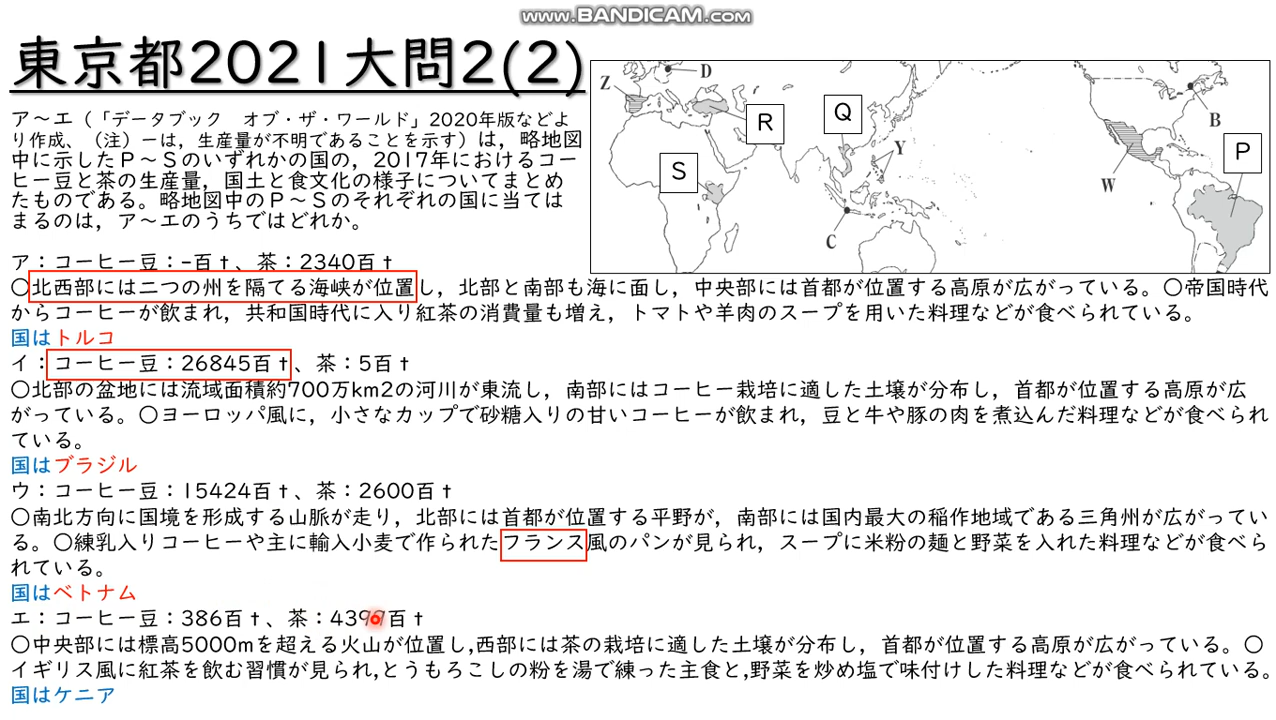 www.BANDICAM.com
東京都2021大問2(2)
ア～エ（「データブック　オブ・ザ・ワールド」2020年版などよ
り作成、（注）－は，生産量が不明であることを示す）は，略地図
中に示したＰ～Ｓのいずれかの国の，2017年におけるコー
ヒー豆と茶の生産量，国土と食文化の様子についてまとめ
たものである。略地図中のＰ～Ｓのそれぞれの国に当ては
まるのは，ア～エのうちではどれか。
Z
D
R
Q
S
Y
C
B
P
W
ア：コーヒー豆：−百t、茶：2340百t
〇北西部には二つの州を隔てる海峡が位置し，北部と南部も海に面し，中央部には首都が位置する高原が広がっている。〇帝国時代
からコーヒーが飲まれ，共和国時代に入り紅茶の消費量も増え，トマトや羊肉のスープを用いた料理などが食べられている。
国はトルコ
イ：コーヒー豆：26845百t、茶：5百t
〇北部の盆地には流域面積約700万km2の河川が東流し，南部にはコーヒー栽培に適した土壌が分布し，首都が位置する高原が広
がっている。〇ヨーロッパ風に，小さなカップで砂糖入りの甘いコーヒーが飲まれ，豆と牛や豚の肉を煮込んだ料理などが食べられ
ている。
国はブラジル
ウ：コーヒー豆：15424百t、茶：2600百t
〇南北方向に国境を形成する山脈が走り，北部には首都が位置する平野が，南部には国内最大の稲作地域である三角州が広がってい
る。〇練乳入りコーヒーや主に輸入小麦で作られたフランス風のパンが見られ，スープに米粉の麺と野菜を入れた料理などが食べら
れている。
国はベトナム
エ：コーヒー豆：386百t、茶：4399百t
〇中央部には標高5000mを超える火山が位置し,西部には茶の栽培に適した土壌が分布し，首都が位置する高原が広がっている。〇
イギリス風に紅茶を飲む習慣が見られ,とうもろこしの粉を湯で練った主食と,野菜を炒め塩で味付けした料理などが食べられている。
国はケニア